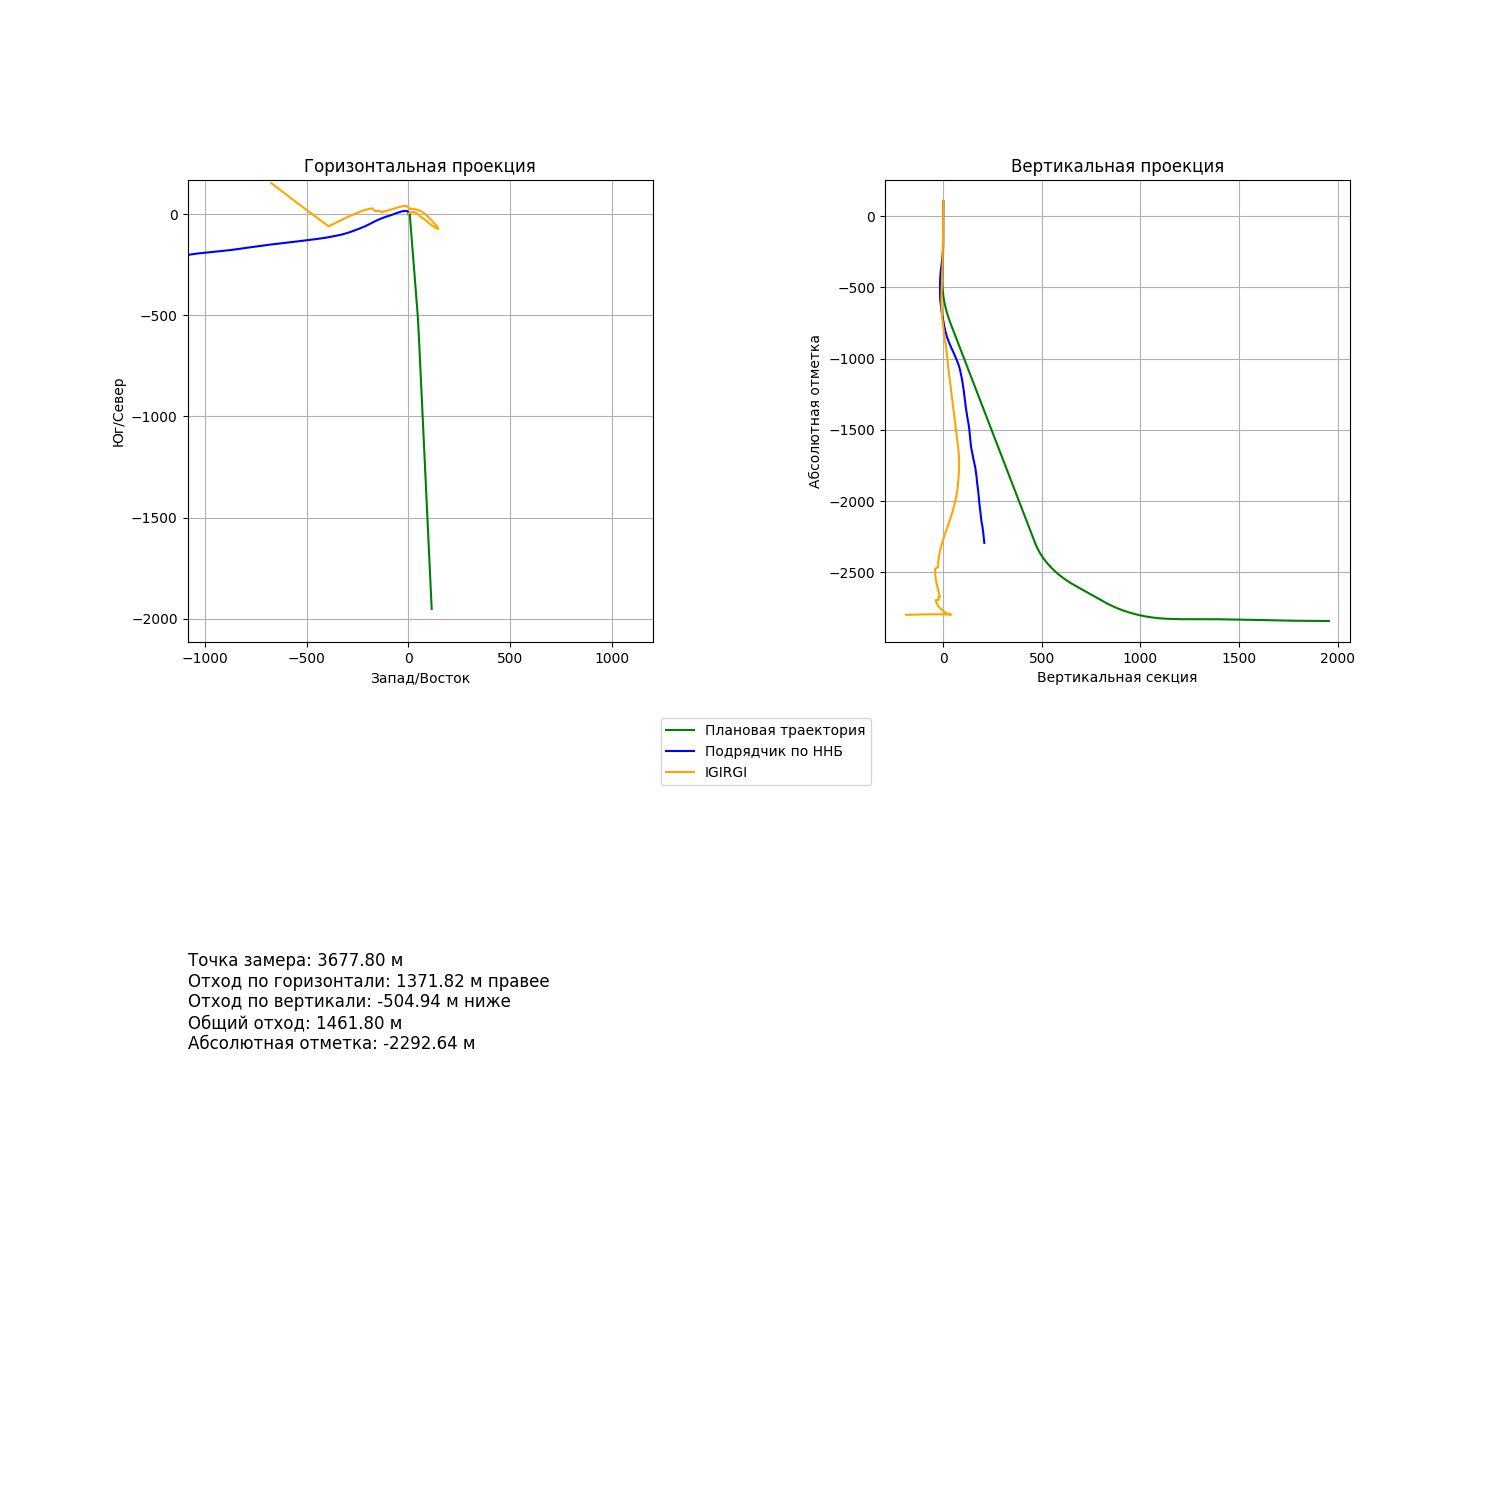 Горизонтальная проекция
0
−500
−1000
−1500
−2000
Юг/Север
−1000
−500
0
500
1000
Запад/Восток
Вертикальная проекция
0
−500
−1000
−1500
−2000
−2500
Абсолютная отметка
0
500
1000
1500
2000
Вертикальная секция
Плановая траектория
Подрядчик по ННБ
IGIRGI
Точка замера: 3677.80 м
Отход по горизонтали: 1371.82 м правее
Отход по вертикали: -504.94 м ниже
Общий отход: 1461.80 м
Абсолютная отметка: -2292.64 м